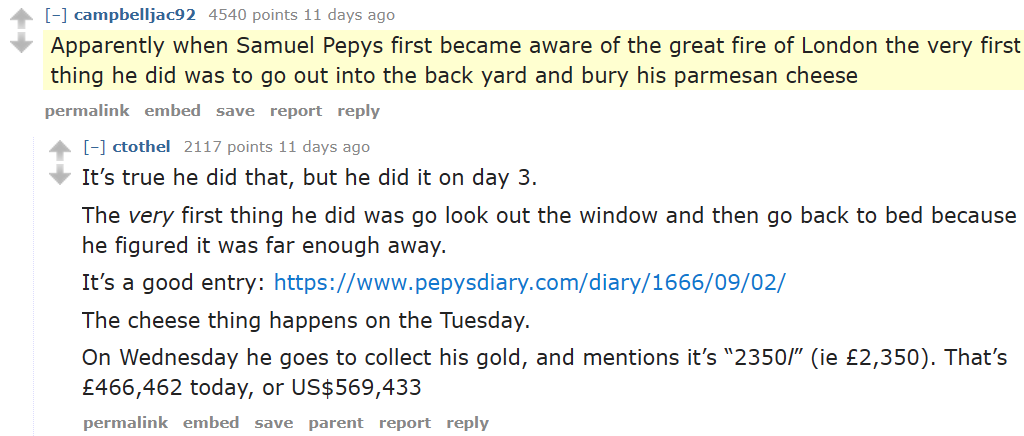 [–] campbelljac92 4540 points 11 days ago
Apparently when Samuel Pepys first became aware of the great fire of London the very first
thing he did was to go out into the back yard and bury his parmesan cheese
permalink embed save report reply
[–] ctothel 2117 points 11 days ago
It’s true he did that, but he did it on day 3.
The very first thing he did was go look out the window and then go back to bed because
he figured it was far enough away.
It’s a good entry: https://www.pepysdiary.com/diary/1666/09/02/
The cheese thing happens on the Tuesday.
On Wednesday he goes to collect his gold, and mentions it’s “2350l” (ie £2,350). That’s
£466,462 today, or US$569,433
permalink embed save parent report reply